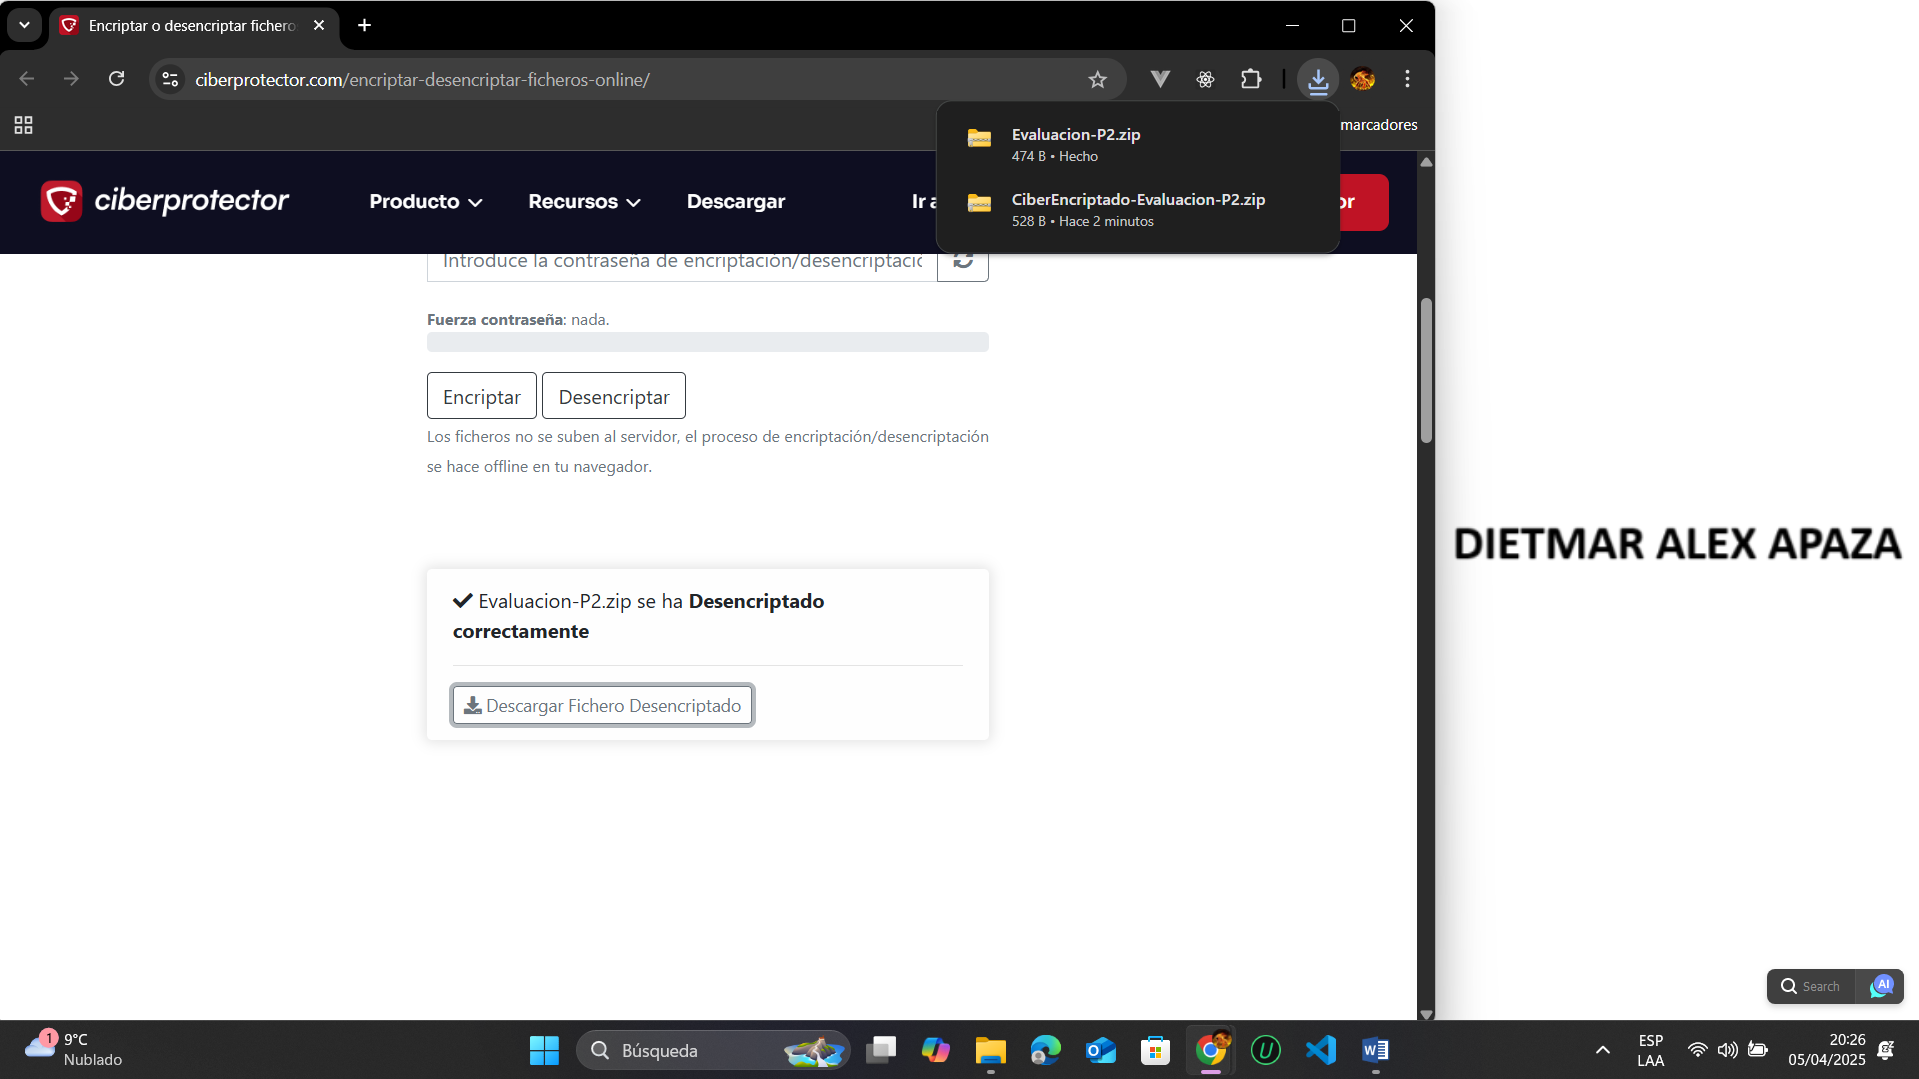 Encriptar o desencriptar fichero
ciberprotector.com/encriptar-desencriptar-ficheros-online/
marcadores
Evaluacion-P2.zip
474 B • Hecho
CiberEncriptado-Evaluacion-P2.zip
528 B • Hace 2 minutos
ciberprotector
Producto
Recursos
Descargar
Ir a
or
Introduce la contraseña de encriptación/desencriptació
Fuerza contraseña: nada.
Encriptar
Desencriptar
Los ficheros no se suben al servidor, el proceso de encriptación/desencriptación
se hace offline en tu navegador.
Evaluacion-P2.zip se ha Desencriptado
correctamente
Descargar Fichero Desencriptado
DIETMAR ALEX APAZA
Search
AI
1
9°C
Nublado
Búsqueda
ESP
LAA
20:26
05/04/2025